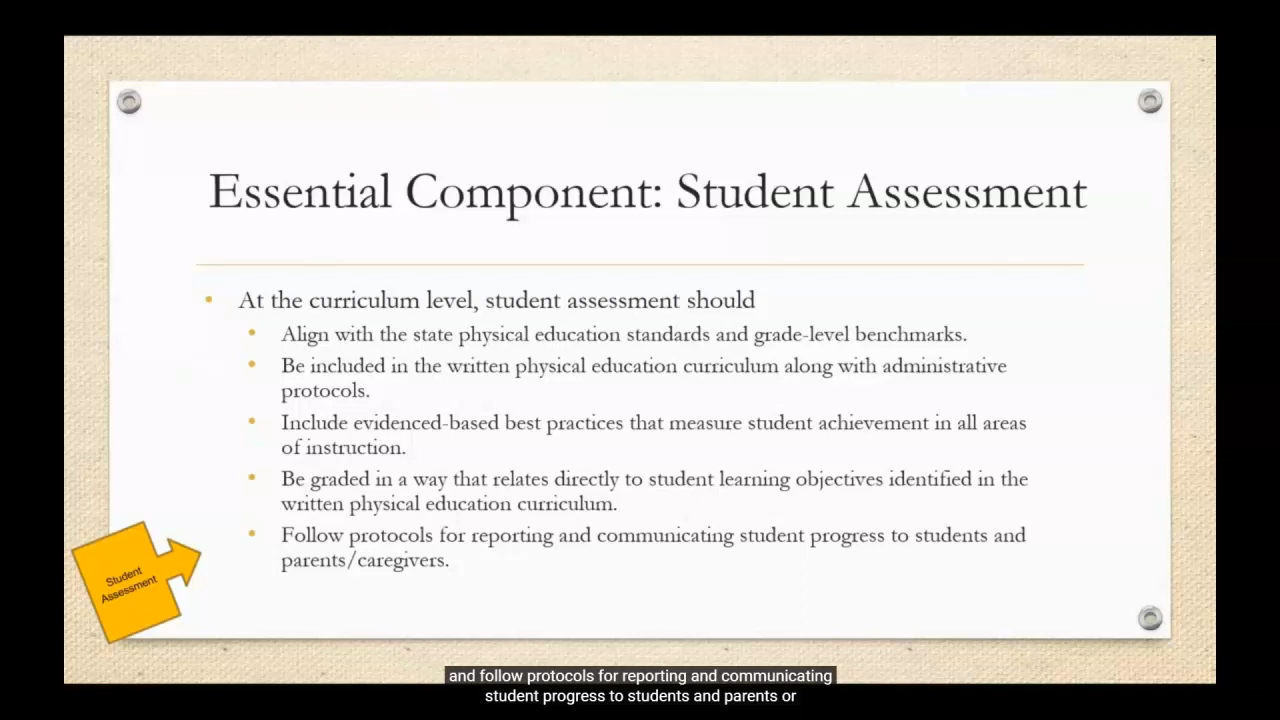 Essential Component: Student Assessment
• At the curriculum level, student assessment should
• Align with the state physical education standards and grade-level benchmarks.
• Be included in the written physical education curriculum along with administrative
protocols.
• Include evidenced-based best practices that measure student achievement in all areas
of instruction.
• Be graded in a way that relates directly to student learning objectives identified in the
written physical education curriculum.
• Follow protocols for reporting and communicating student progress to students and
parents/caregivers.
Student
Assessment
and follow protocols for reporting and communicating
student progress to students and parents or